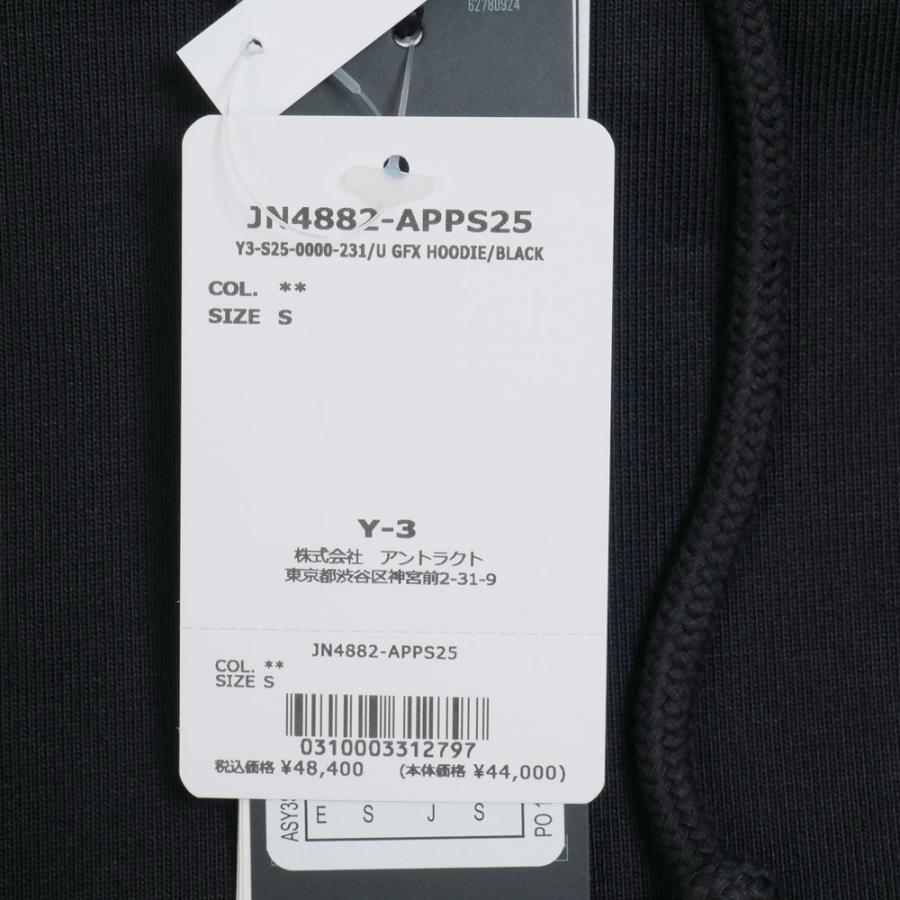 62780924
JN4882-APPS25
Y3-S25-0000-231/U GFX HOODIE/BLACK
COL. **
SIZE S
Y-3
株式会社 アントラクト
東京都渋谷区神宮前2-31-9
JN4882-APPS25
COL. **
SIZE S
0310003312797
税込価格 ¥48,400 (本体価格 ¥44,000)
E S J S
PO